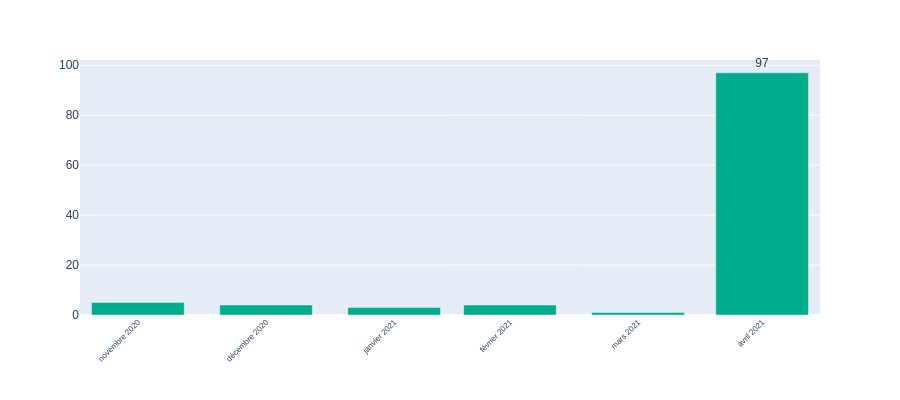 97
100
80
60
40
20
0
novembre 2020
décembre 2020
janvier 2021
février 2021
mars 2021
avril 2021